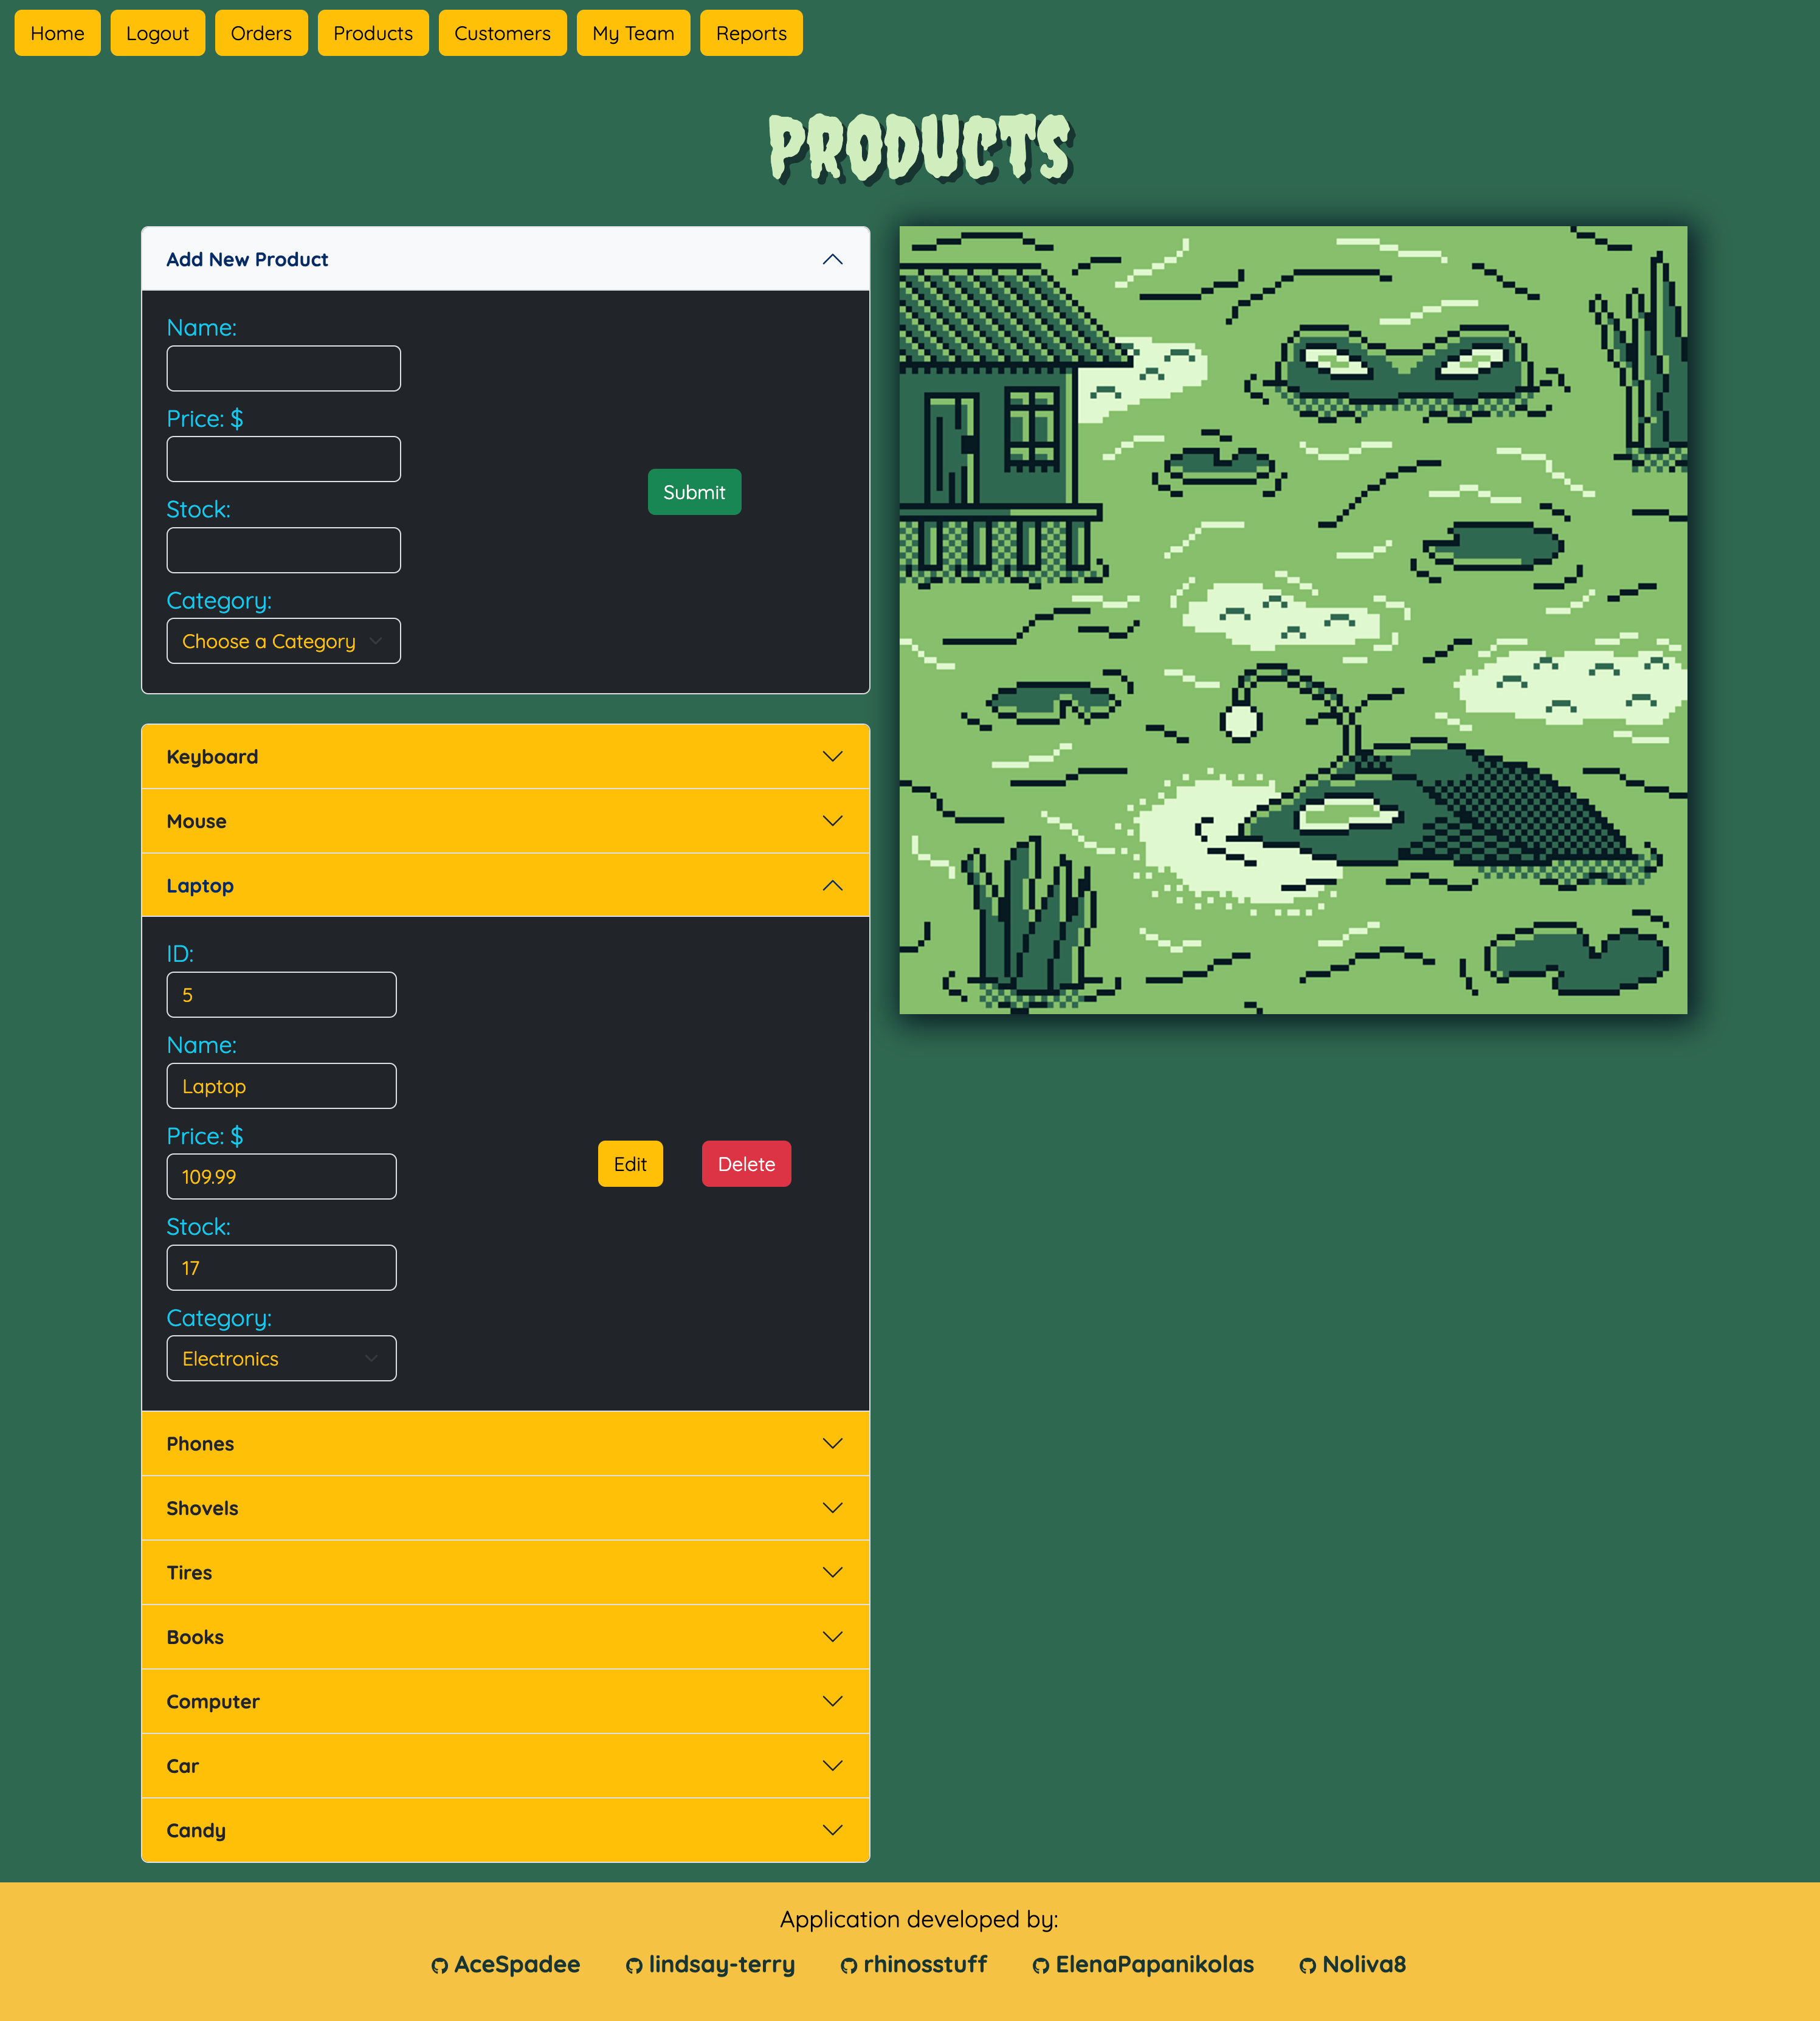 Home Logout Orders Products Customers My Team Reports
PRODUCTS
Add New Product
Name:
Price: $
Stock:
Category:
Choose a Category
Submit
Keyboard
Mouse
Laptop
ID:
5
Name:
Laptop
Price: $
109.99
Edit Delete
Stock:
17
Category:
Electronics
Phones
Shovels
Tires
Books
Computer
Car
Candy
Application developed by:
AceSpadee lindsay-terry rhinosstuff ElenaPapanikolas Noliva8